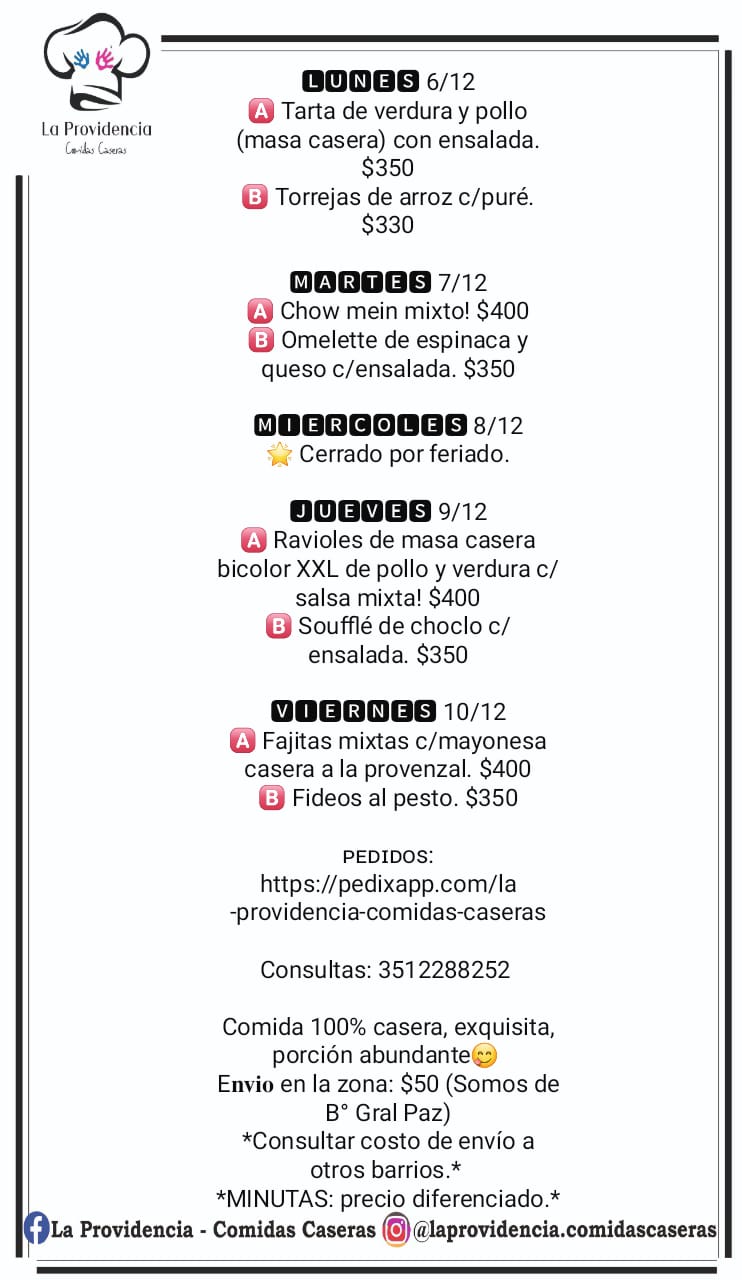 La Providencia
Comidas Caseras
LUNES 6/12
🅰 Tarta de verdura y pollo
(masa casera) con ensalada.
$350
🅱 Torrejas de arroz c/puré.
$330
MARTES 7/12
🅰 Chow mein mixto! $400
🅱 Omelette de espinaca y
queso c/ensalada. $350
MIERCOLES 8/12
🌟 Cerrado por feriado.
JUEVES 9/12
🅰 Ravioles de masa casera
bicolor XXL de pollo y verdura c/
salsa mixta! $400
🅱 Soufflé de choclo c/
ensalada. $350
VIERNES 10/12
🅰 Fajitas mixtas c/mayonesa
casera a la provenzal. $400
🅱 Fideos al pesto. $350
PEDIDOS:
https://pedixapp.com/la
-providencia-comidas-caseras
Consultas: 3512288252
Comida 100% casera, exquisita,
porción abundante😋
Envio en la zona: $50 (Somos de
B° Gral Paz)
*Consultar costo de envío a
otros barrios.*
*MINUTAS: precio diferenciado.*
La Providencia - Comidas Caseras @laprovidencia.comidascaseras